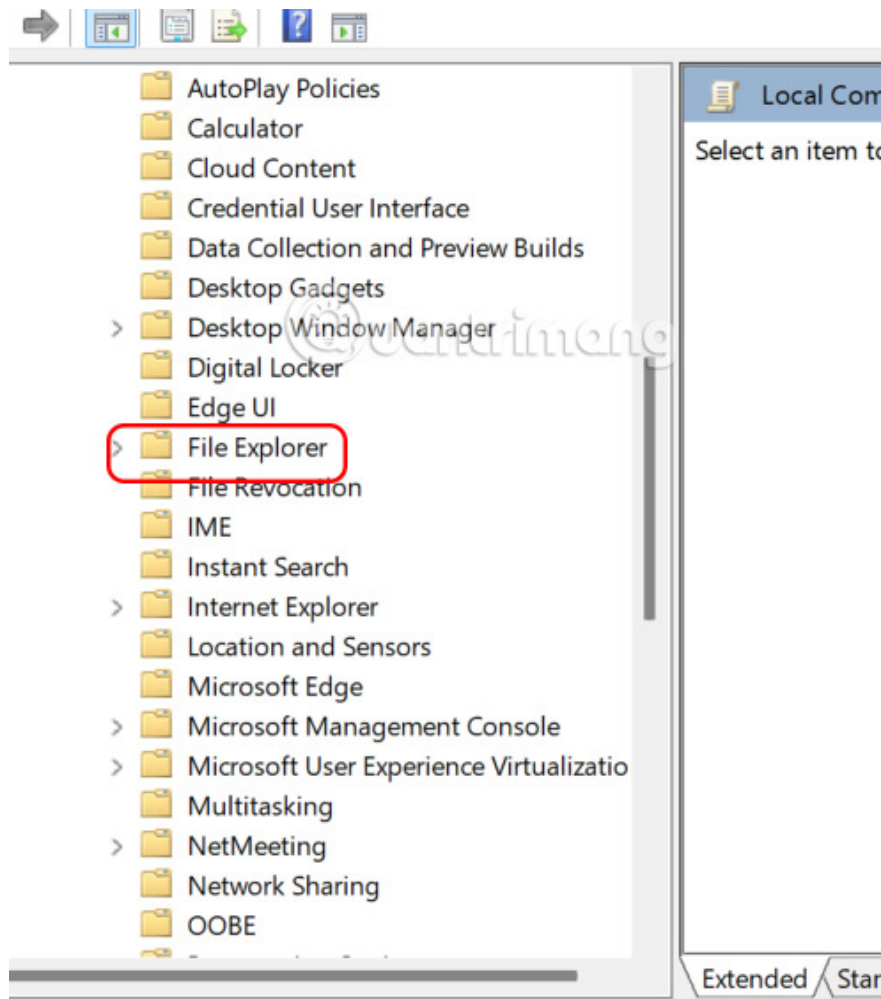 AutoPlay Policies
Calculator
Cloud Content
Credential User Interface
Data Collection and Preview Builds
Desktop Gadgets
Desktop Window Manager
Digital Locker
Edge UI
File Explorer
File Revocation
IME
Instant Search
Internet Explorer
Location and Sensors
Microsoft Edge
Microsoft Management Console
Microsoft User Experience Virtualizatio
Multitasking
NetMeeting
Network Sharing
OOBE
Local Com
Select an item to
Extended
Star
Quantrimang